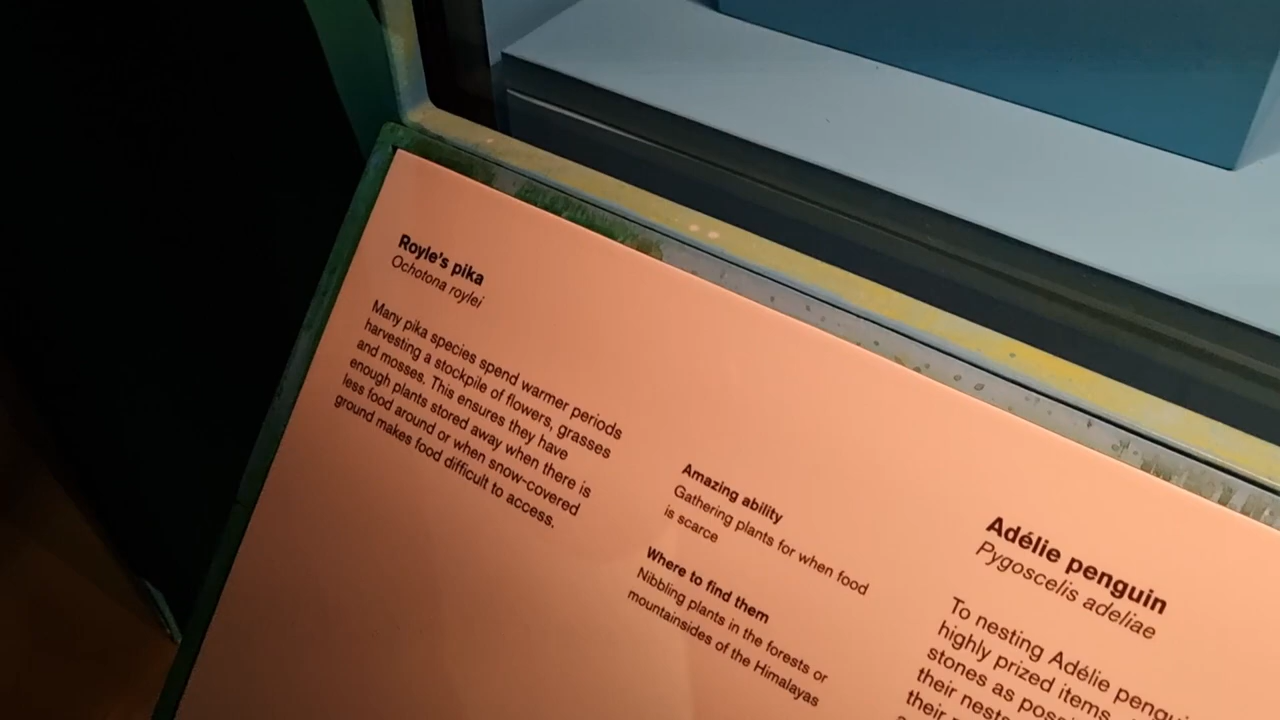 Royle's pika
Ochotona roylei
Many pika species spend warmer periods
harvesting a stockpile of flowers, grasses
and mosses. This ensures they have
enough plants stored away when there is
less food around or when snow-covered
ground makes food difficult to access.
Amazing ability
Gathering plants for when food
is scarce
Where to find them
Nibbling plants in the forests or
mountainsides of the Himalayas
Adélie penguin
Pygoscelis adeliae
To nesting Adélie
highly prized items
stones as
their nests
their